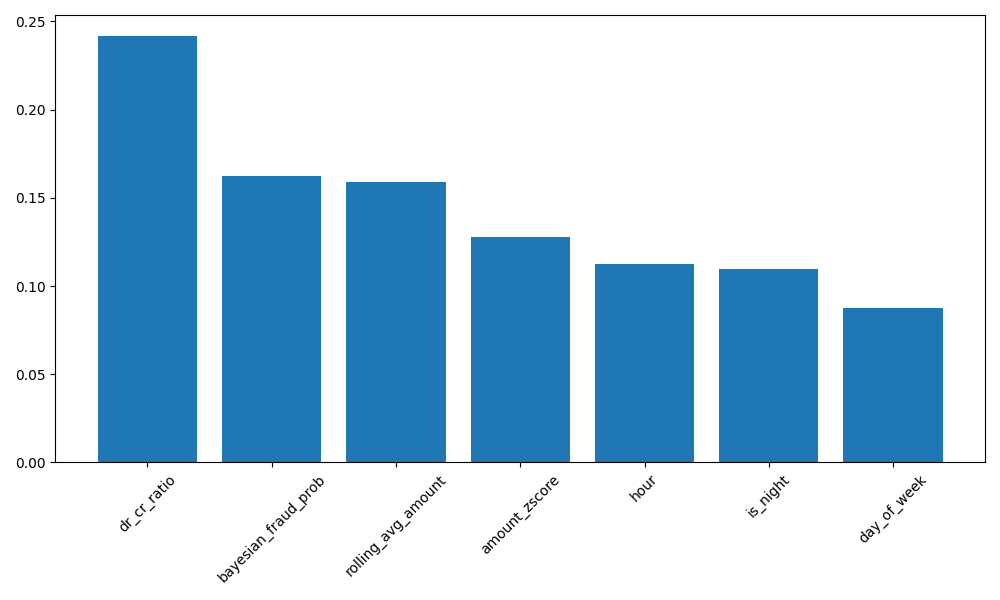 0.25
0.20
0.15
0.10
0.05
0.00
dr_cr_ratio
bayesian_fraud_prob
rolling_avg_amount
amount_zscore
hour
is_night
day_of_week